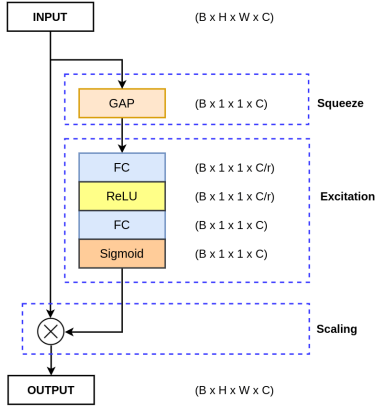 INPUT (B x H x W x C)
GAP (B x 1 x 1 x C) Squeeze
FC (B x 1 x 1 x C/r)
ReLU (B x 1 x 1 x C/r) Excitation
FC (B x 1 x 1 x C)
Sigmoid (B x 1 x 1 x C)
Scaling
OUTPUT (B x H x W x C)